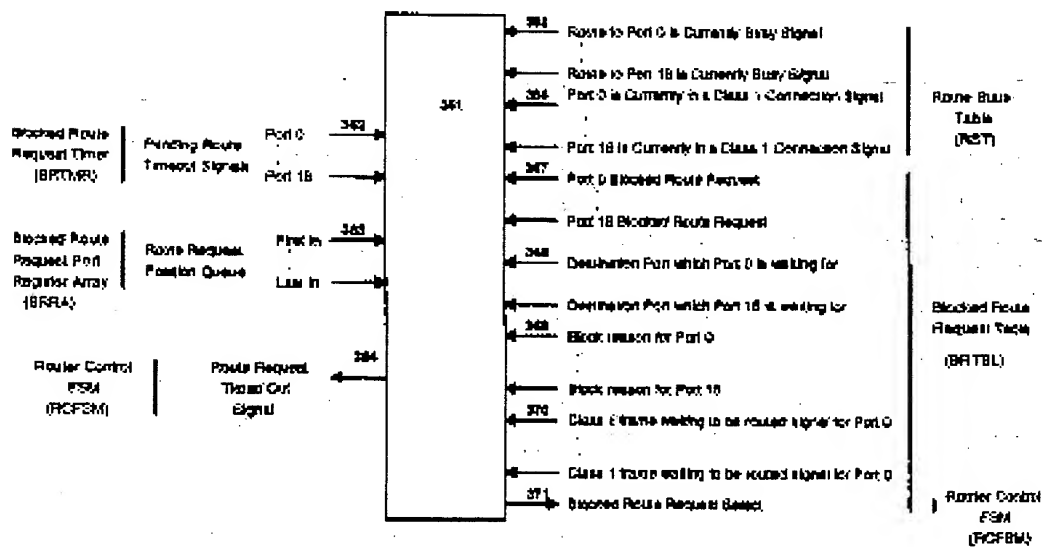 Blocked Route
Request Timer
(BRTMR)
Pending Route
Timeout Signals
Port 0
362
Port 18
Blocked Route
Request Port
Register Array
(BRRA)
Route Request
Position Queue
First In
363
Last In
Router Control
FSM
(RCFSM)
Route Request
Timed Out
Signal
364
361
Route to Port 0 is Currently Busy Signal
Route to Port 18 is Currently Busy Signal
Port 0 is Currently in a Class 1 Connection Signal
Port 18 is Currently in a Class 1 Connection Signal
367
Port 0 Blocked Route Request
Port 18 Blocked Route Request
368
Destination Port which Port 0 is waiting for
Destination Port which Port 18 is waiting for
369
Block reason for Port 0
Block reason for Port 18
370
Class 2 frame waiting to be routed signal for Port 0
Class 1 frame waiting to be routed signal for Port 0
371
Blocked Route Request Select
Route State
Table
(RST)
Blocked Route
Request Table
(BRTBL)
Router Control
FSM
(RCFSM)